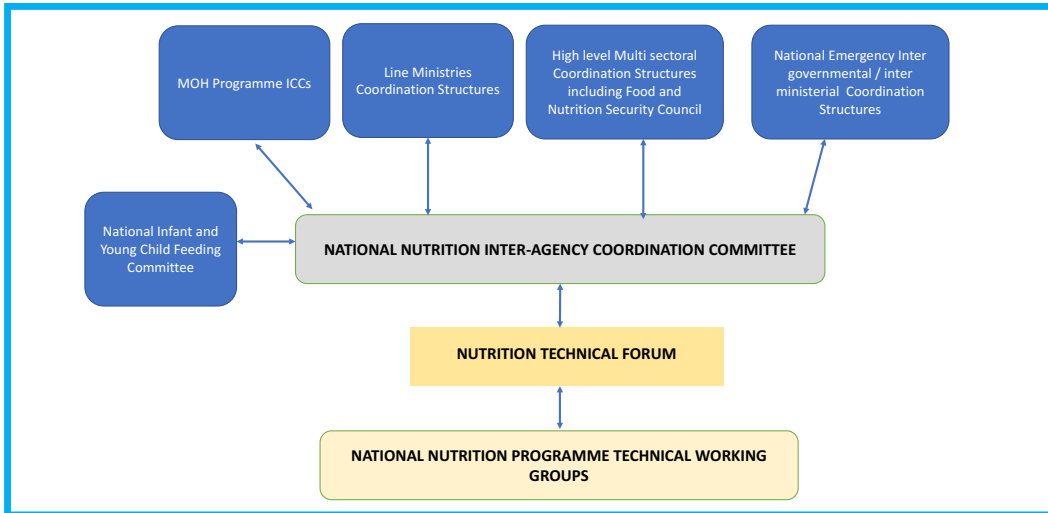 MOH Programme ICCs
Line Ministries
Coordination Structures
High level Multi sectoral
Coordination Structures
including Food and
Nutrition Security Council
National Emergency Inter
governmental / inter
ministerial  Coordination
Structures
National Infant and
Young Child Feeding
Committee
NATIONAL NUTRITION INTER-AGENCY COORDINATION COMMITTEE
NUTRITION TECHNICAL FORUM
NATIONAL NUTRITION PROGRAMME TECHNICAL WORKING
GROUPS